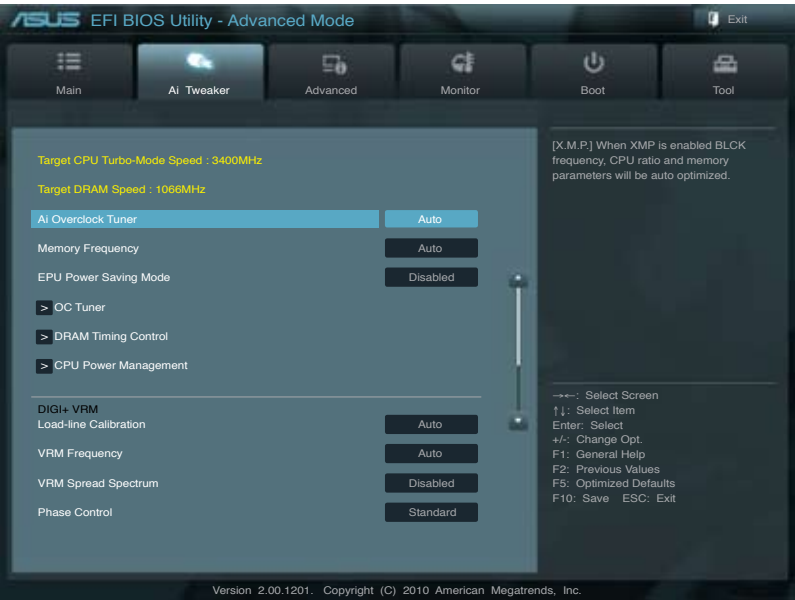 ASUS EFI BIOS Utility - Advanced Mode
Exit
Main
Ai Tweaker
Advanced
Monitor
Boot
Tool
Target CPU Turbo-Mode Speed : 3400MHz
Target DRAM Speed : 1066MHz
Ai Overclock Tuner Auto
Memory Frequency Auto
EPU Power Saving Mode Disabled
> OC Tuner
> DRAM Timing Control
> CPU Power Management
DIGI+ VRM
Load-line Calibration Auto
VRM Frequency Auto
VRM Spread Spectrum Disabled
Phase Control Standard
[X.M.P.] When XMP is enabled BLCK
frequency, CPU ratio and memory
parameters will be auto optimized.
→←: Select Screen
↑↓: Select Item
Enter: Select
+/-: Change Opt.
F1: General Help
F2: Previous Values
F5: Optimized Defaults
F10: Save ESC: Exit
Version 2.00.1201. Copyright (C) 2010 American Megatrends, Inc.